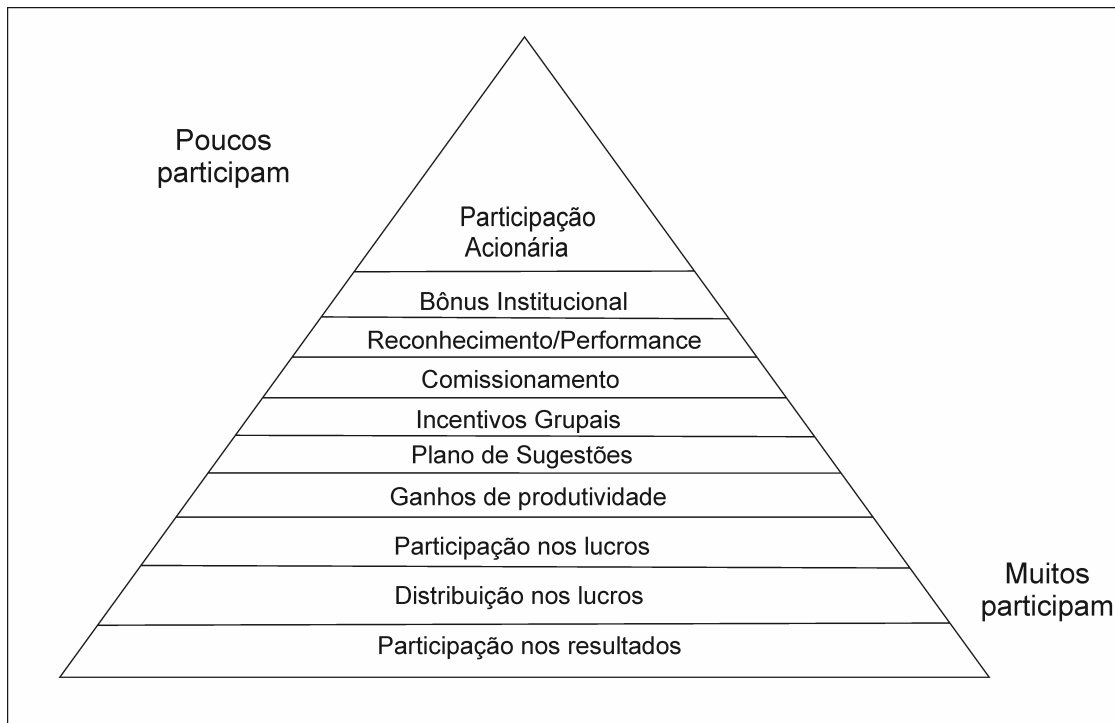 Poucos
participam
Participação
Acionária
Bônus Institucional
Reconhecimento/Performance
Comissionamento
Incentivos Grupais
Plano de Sugestões
Ganhos de produtividade
Participação nos lucros
Distribuição nos lucros
Participação nos resultados
Muitos
participam